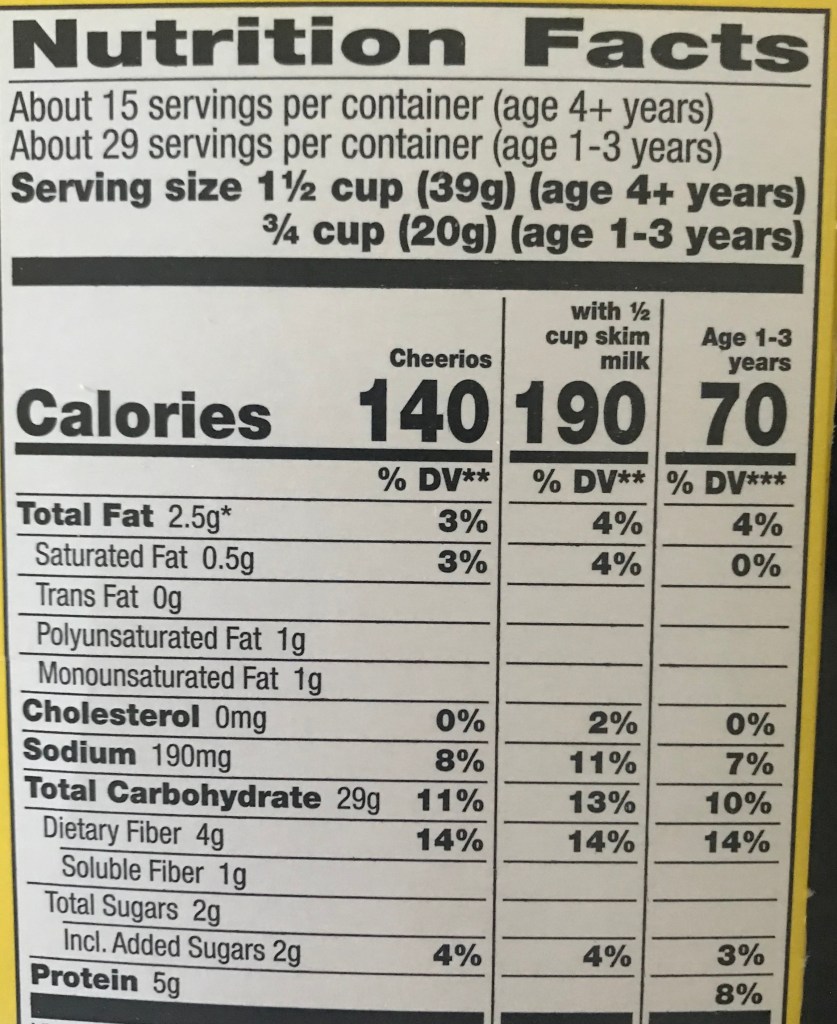 Nutrition Facts
About 15 servings per container (age 4+ years)
About 29 servings per container (age 1-3 years)
Serving size 1½ cup (39g) (age 4+ years)
¾ cup (20g) (age 1-3 years)
Cheerios
with ½
cup skim
milk
Age 1-3
years
Calories 140 190 70
% DV** % DV** % DV***
Total Fat 2.5g* 3% 4% 4%
Saturated Fat 0.5g 3% 4% 0%
Trans Fat 0g
Polyunsaturated Fat 1g
Monounsaturated Fat 1g
Cholesterol 0mg 0% 2% 0%
Sodium 190mg 8% 11% 7%
Total Carbohydrate 29g 11% 13% 10%
Dietary Fiber 4g 14% 14% 14%
Soluble Fiber 1g
Total Sugars 2g
Incl. Added Sugars 2g 4% 4% 3%
Protein 5g 8%